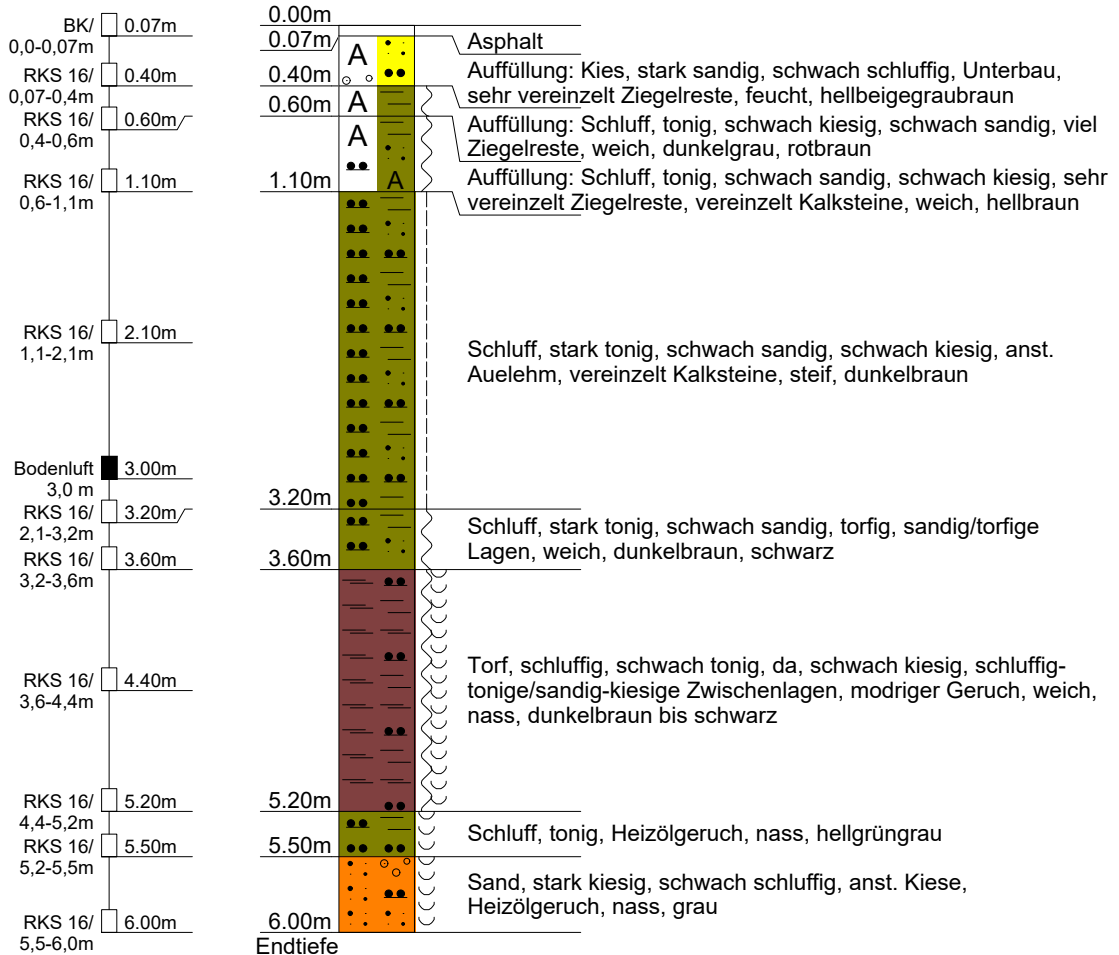 BK/ 0.07m
0,0-0,07m
RKS 16/ 0.40m
0,07-0,4m
RKS 16/ 0.60m
0,4-0,6m
RKS 16/ 1.10m
0,6-1,1m
RKS 16/ 2.10m
1,1-2,1m
Bodenluft 3.00m
3,0 m
RKS 16/ 3.20m
2,1-3,2m
RKS 16/ 3.60m
3,2-3,6m
RKS 16/ 4.40m
3,6-4,4m
RKS 16/ 5.20m
4,4-5,2m
RKS 16/ 5.50m
5,2-5,5m
RKS 16/ 6.00m
5,5-6,0m
0.00m
0.07m
0.40m
0.60m
1.10m
3.20m
3.60m
5.20m
5.50m
6.00m
Endtiefe
A
A
A
A
Asphalt
Auffüllung: Kies, stark sandig, schwach schluffig, Unterbau,
sehr vereinzelt Ziegelreste, feucht, hellbeigegraubraun
Auffüllung: Schluff, tonig, schwach kiesig, schwach sandig, viel
Ziegelreste, weich, dunkelgrau, rotbraun
Auffüllung: Schluff, tonig, schwach sandig, schwach kiesig, sehr
vereinzelt Ziegelreste, vereinzelt Kalksteine, weich, hellbraun
Schluff, stark tonig, schwach sandig, schwach kiesig, anst.
Auelehm, vereinzelt Kalksteine, steif, dunkelbraun
Schluff, stark tonig, schwach sandig, torfig, sandig/torfige
Lagen, weich, dunkelbraun, schwarz
Torf, schluffig, schwach tonig, da, schwach kiesig, schluffig-
tonige/sandig-kiesige Zwischenlagen, modriger Geruch, weich,
nass, dunkelbraun bis schwarz
Schluff, tonig, Heizölgeruch, nass, hellgrüngrau
Sand, stark kiesig, schwach schluffig, anst. Kiese,
Heizölgeruch, nass, grau